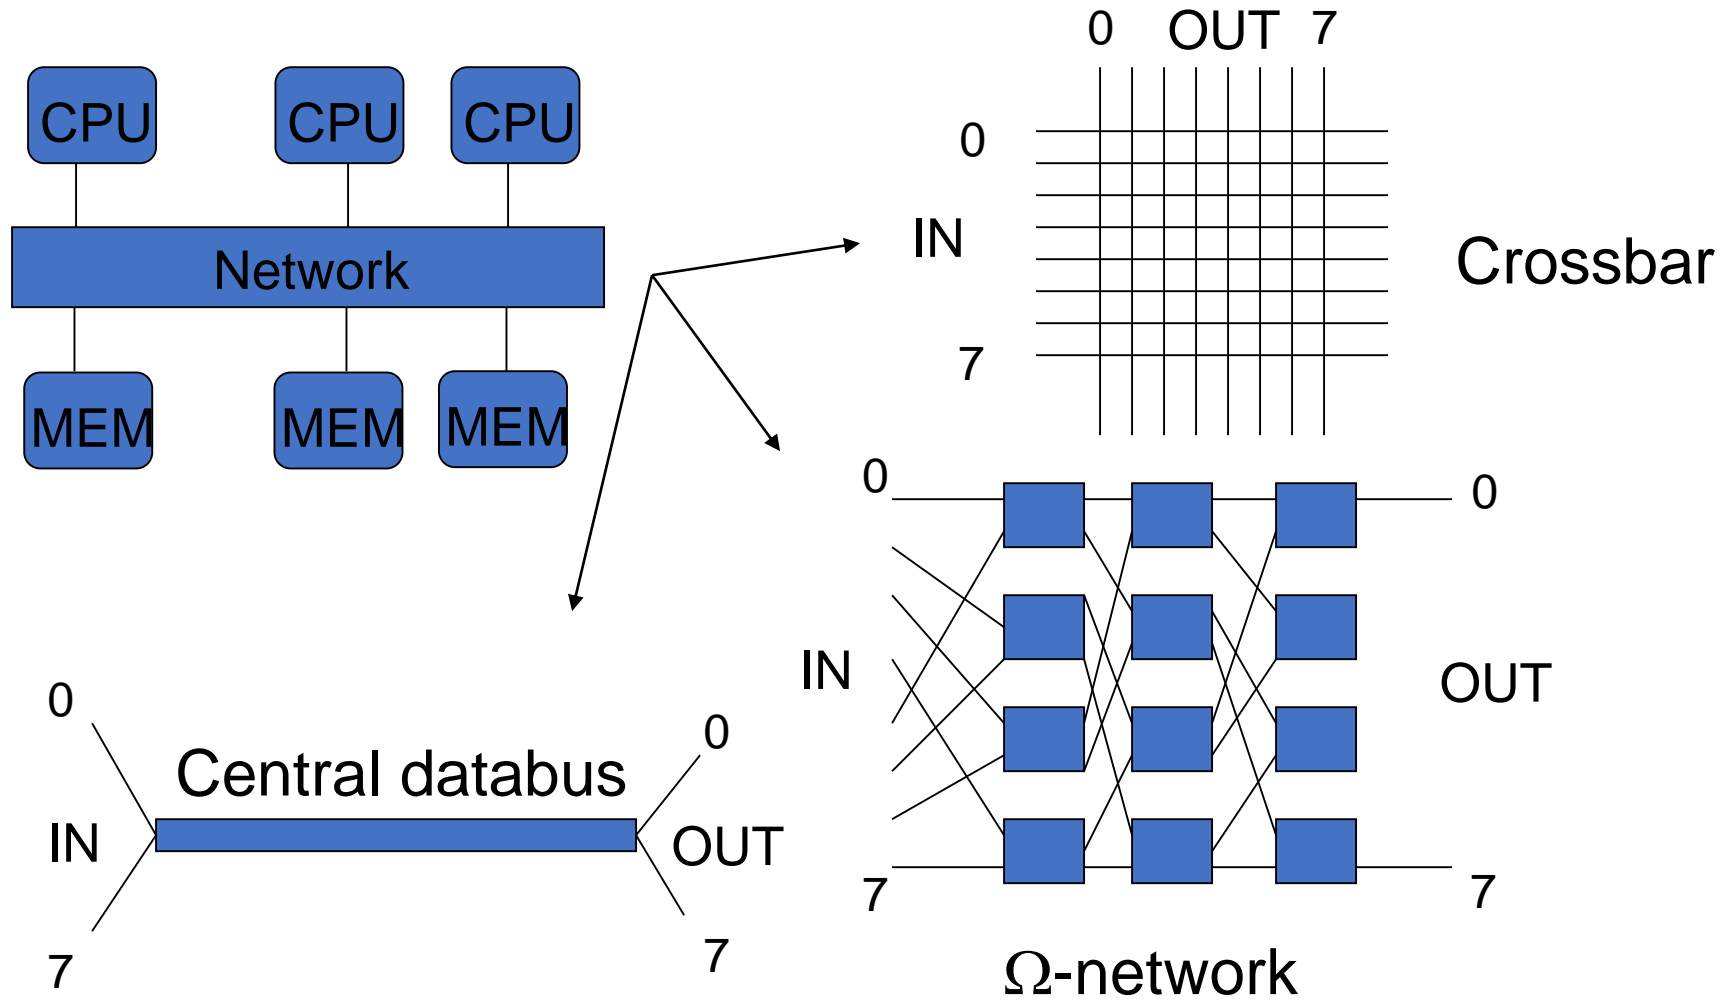 0 OUT 7
CPU CPU CPU
0
IN
Network
Crossbar
7
MEM MEM MEM
0
0
IN
OUT
0
0
Central databus
IN
OUT
7
7
7
7
Ω-network